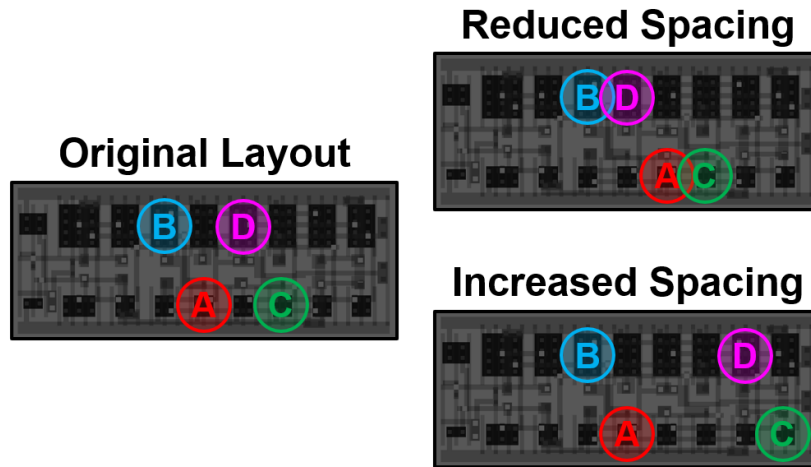 Original Layout
B
D
A
C
Reduced Spacing
B
D
A
C
Increased Spacing
B
D
A
C